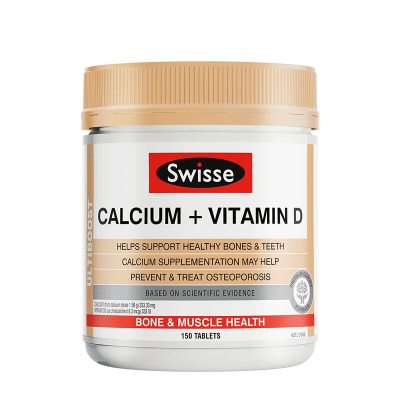 Swisse
ULTIBOOST
CALCIUM + VITAMIN D
HELPS SUPPORT HEALTHY BONES & TEETH
CALCIUM SUPPLEMENTATION MAY HELP
PREVENT & TREAT OSTEOPOROSIS
BASED ON SCIENTIFIC EVIDENCE
BONE & MUSCLE HEALTH
150 TABLETS